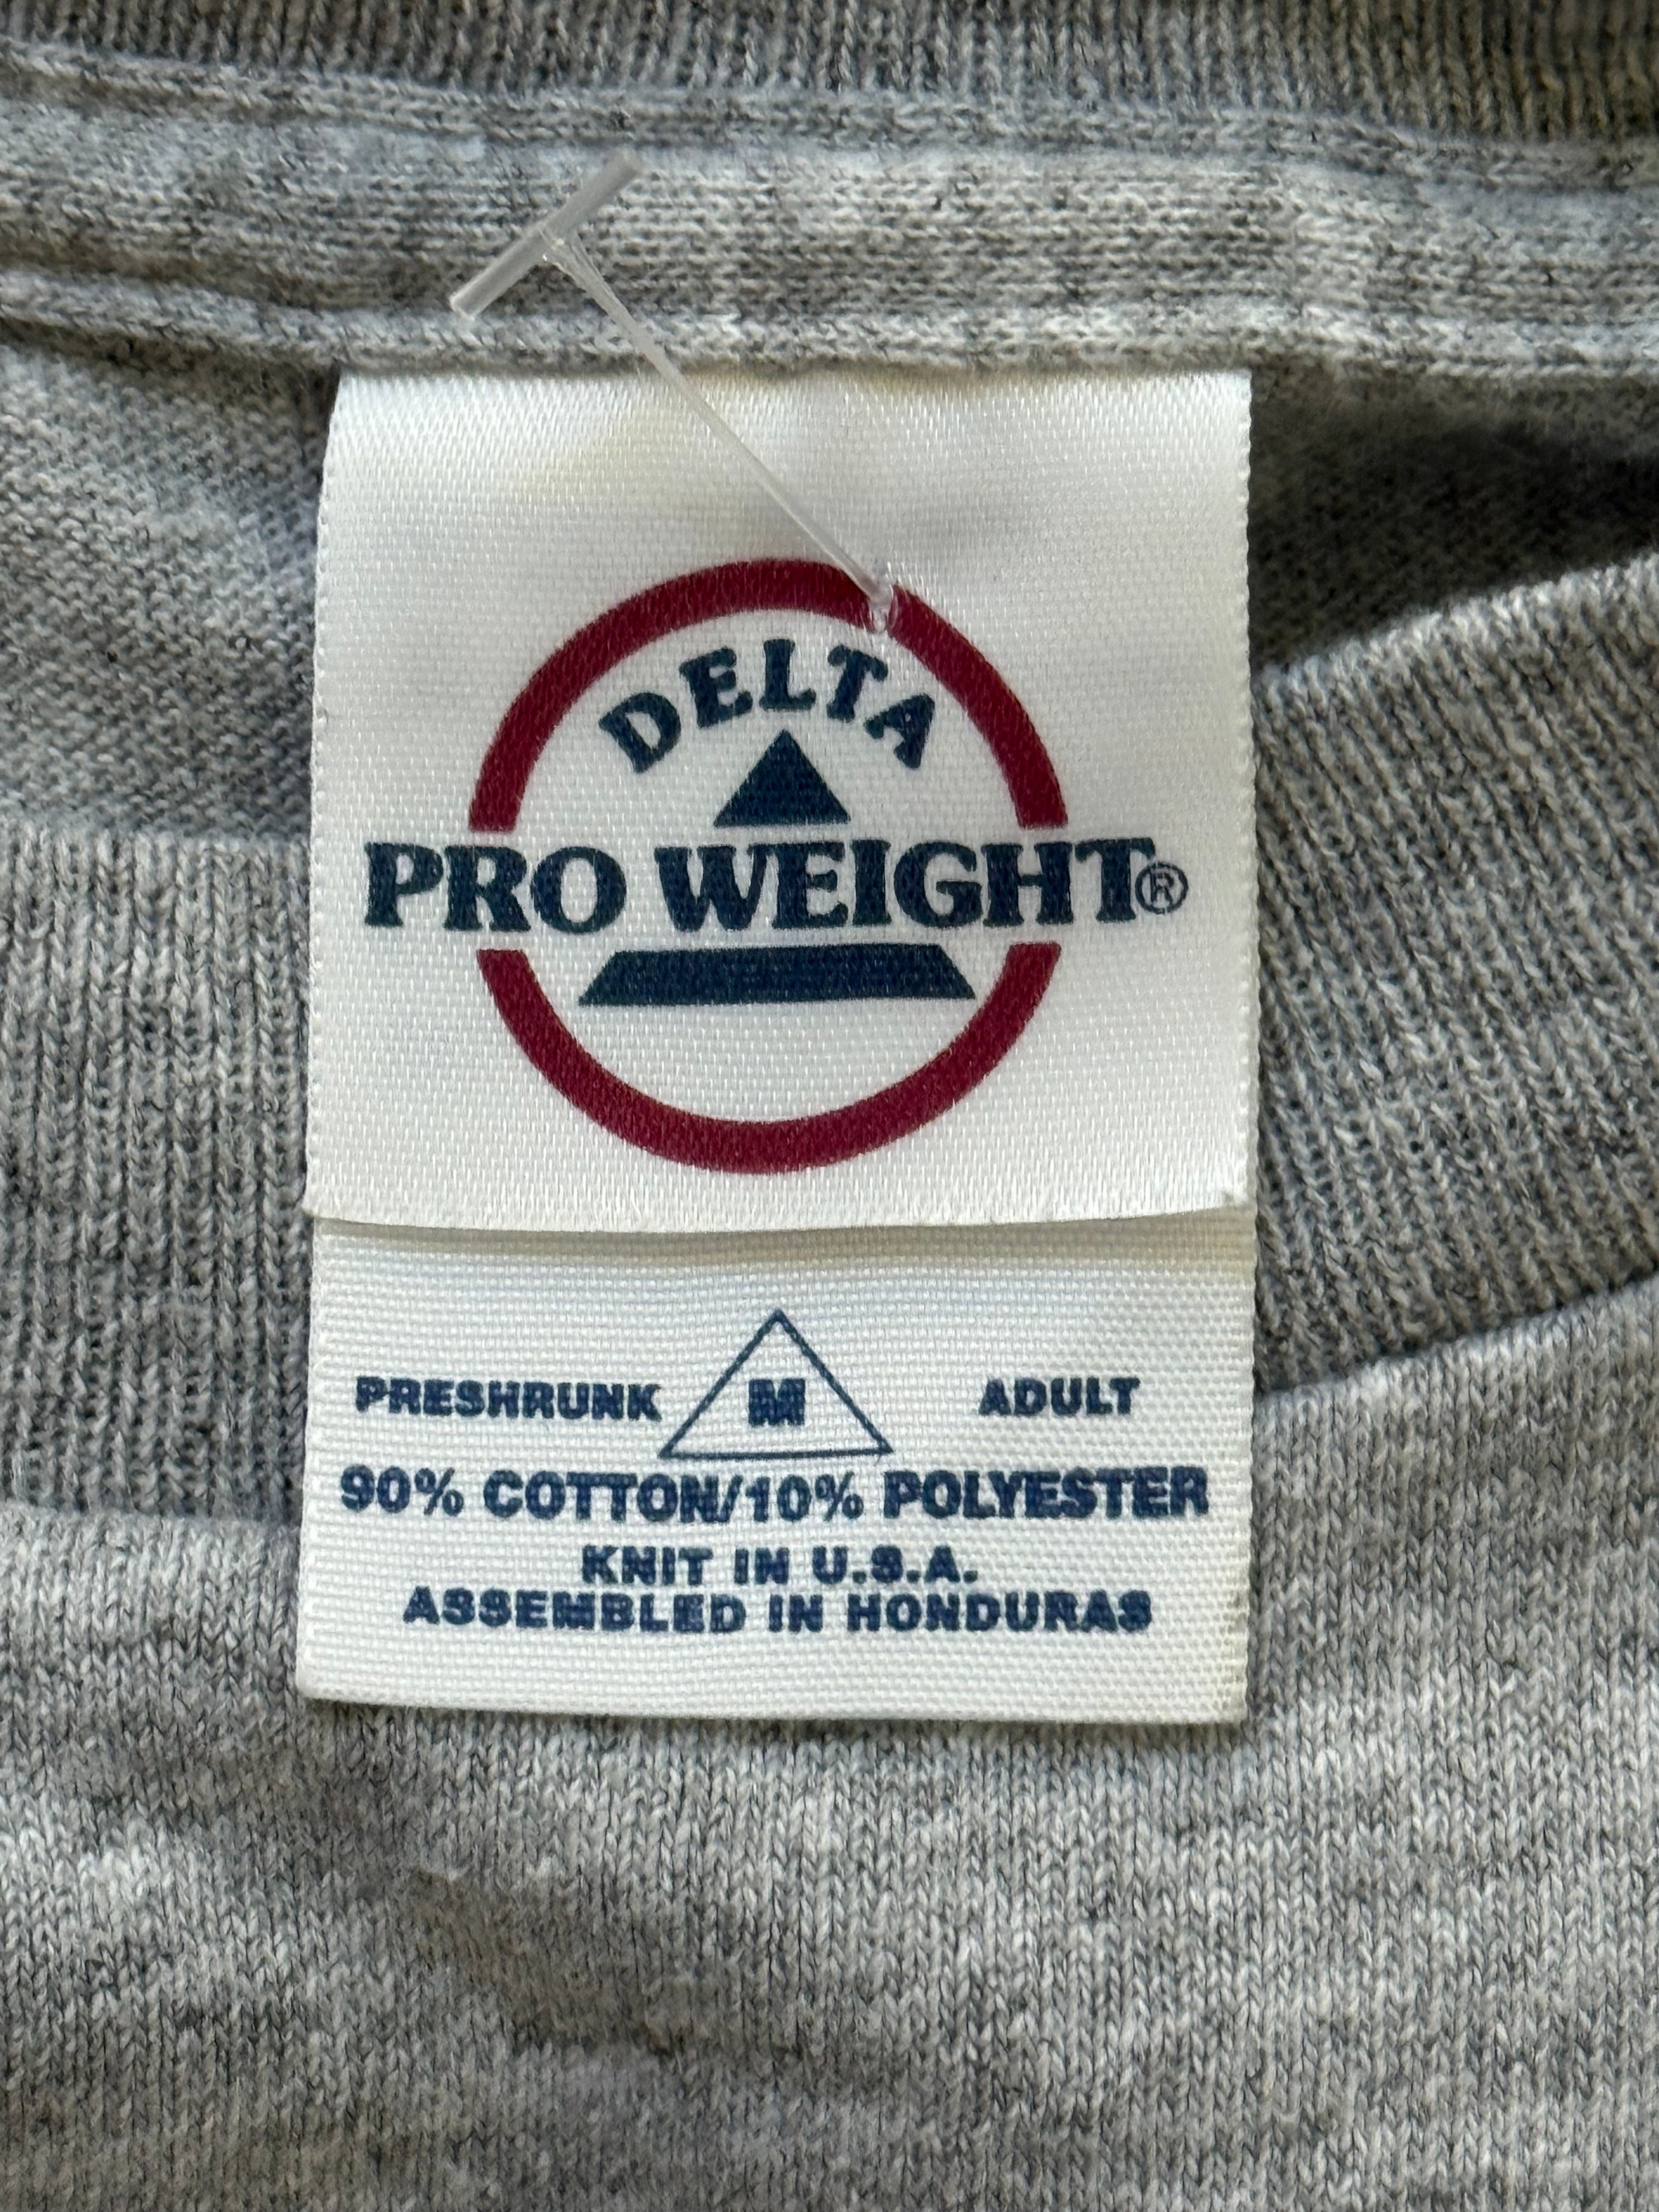 DELTA
PRO WEIGHT®
PRESHRUNK M ADULT
90% COTTON/10% POLYESTER
KNIT IN U.S.A.
ASSEMBLED IN HONDURAS